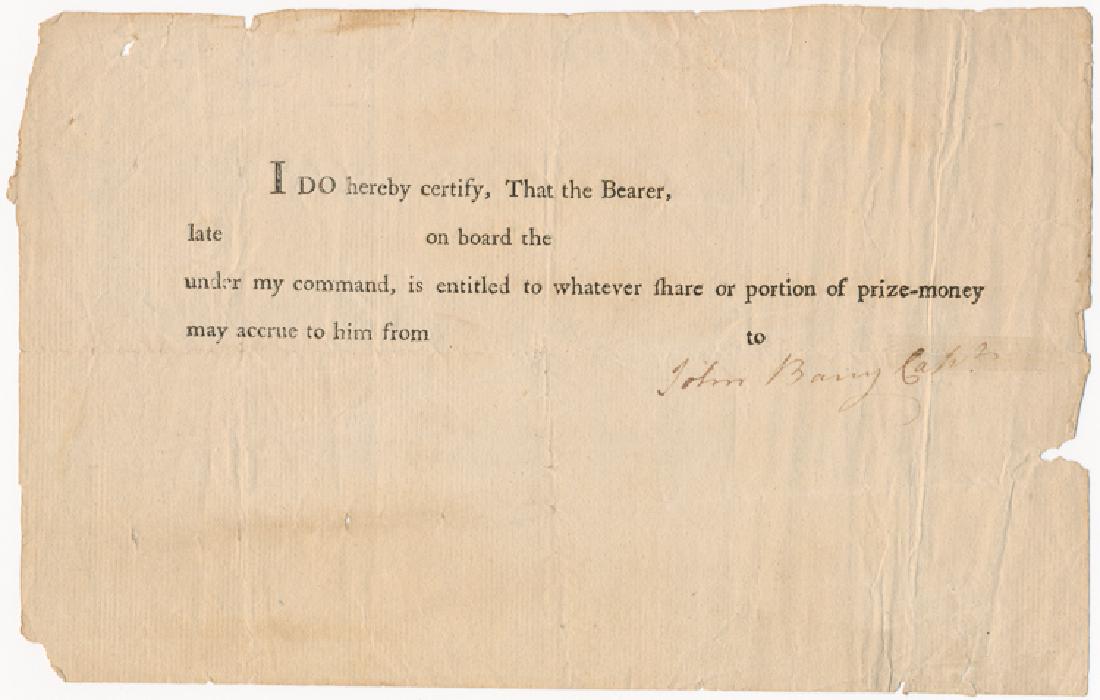 I DO hereby certify, That the Bearer,
late on board the
under my command, is entitled to whatever ſhare or portion of prize-money
may accrue to him from to
John Barry Capt.